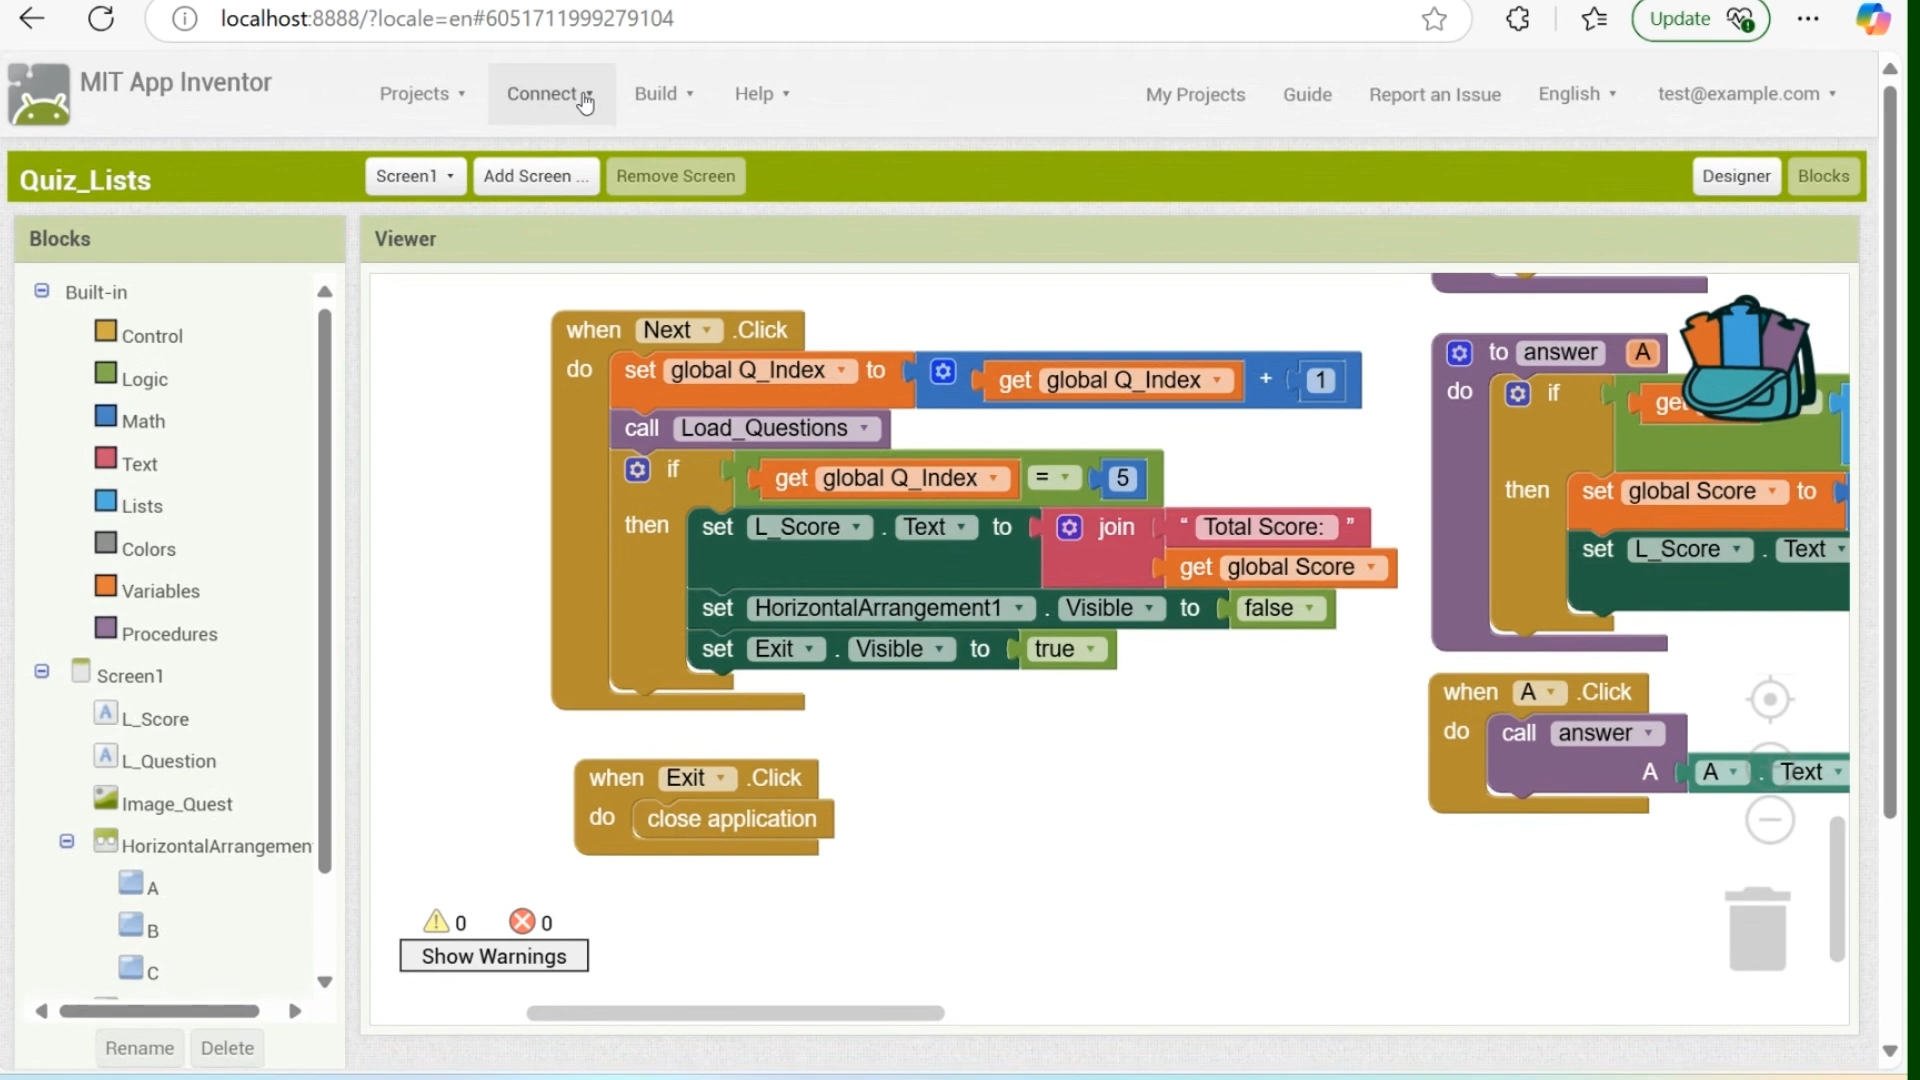 localhost:8888/?locale=en#6051711999279104
Update
MIT App Inventor
Projects
Connect
Build
Help
My Projects
Guide
Report an Issue
English
test@example.com
Quiz_Lists
Screen1
Add Screen ...
Remove Screen
Designer
Blocks
Blocks
Viewer
Built-in
Control
Logic
Math
Text
Lists
Colors
Variables
Procedures
Screen1
L_Score
L_Question
Image_Quest
HorizontalArrangemen
A
B
C
Rename
Delete
when Next .Click
do set global Q_Index to get global Q_Index + 1
call Load_Questions
if get global Q_Index = 5
then set L_Score . Text to join “ Total Score: ”
get global Score
set HorizontalArrangement1 . Visible to false
set Exit . Visible to true
when Exit .Click
do close application
0 0
Show Warnings
to answer A
do if
then set global Score to
set L_Score . Text
when A .Click
do call answer
A A . Text